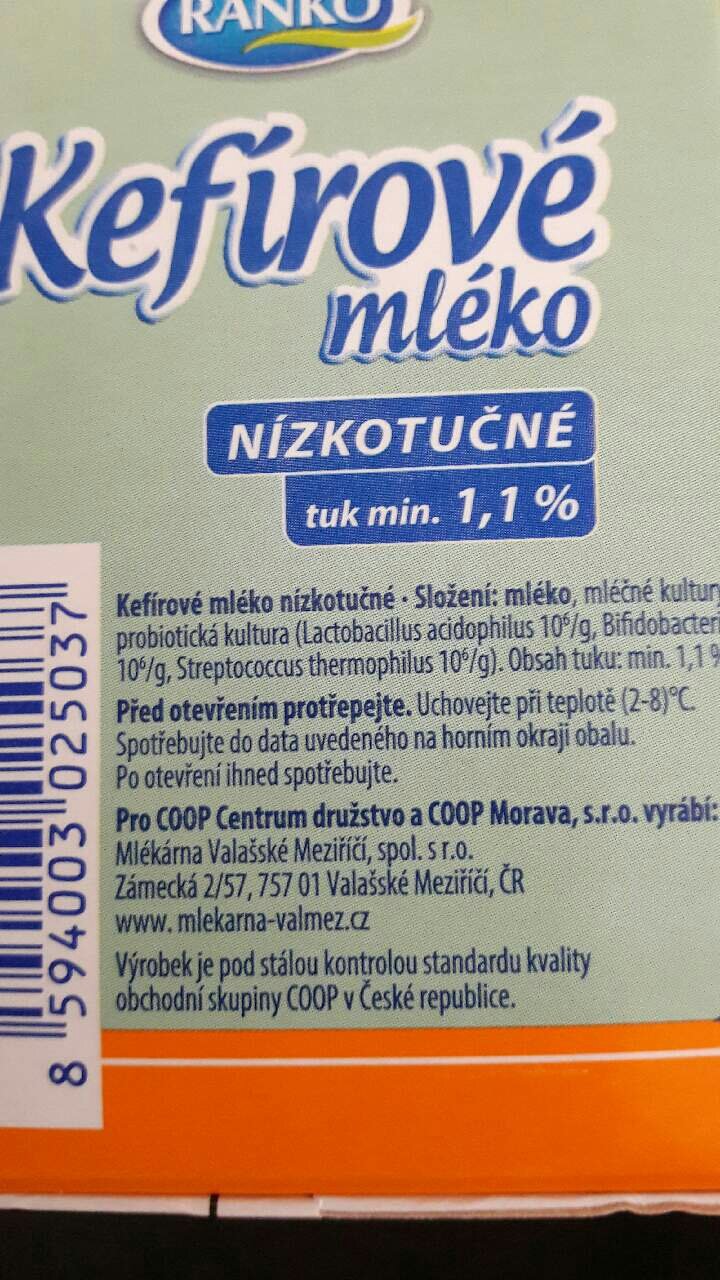 RANKO
Kefírové
mléko
NÍZKOTUČNÉ
tuk min. 1,1 %
Kefírové mléko nízkotučné · Složení: mléko, mléčné
probiotická kultura (Lactobacillus acidophilus 10⁶/g,
10⁶/g, Streptococcus thermophilus 10⁶/g). Obsah tuku: min. 1,1 %
Před otevřením protřepejte. Uchovejte při teplotě (2-8)°C.
Spotřebujte do data uvedeného na horním okraji obalu.
Po otevření ihned spotřebujte.
Pro COOP Centrum družstvo a COOP Morava, s.r.o. vyrábí:
Mlékárna Valašské Meziříčí, spol. s r.o.
Zámecká 2/57, 757 01 Valašské Meziříčí, ČR
www. mlekarna-valmez.cz
Výrobek je pod stálou kontrolou standardu kvality
obchodní skupiny COOP v České republice.
8 594003 025037